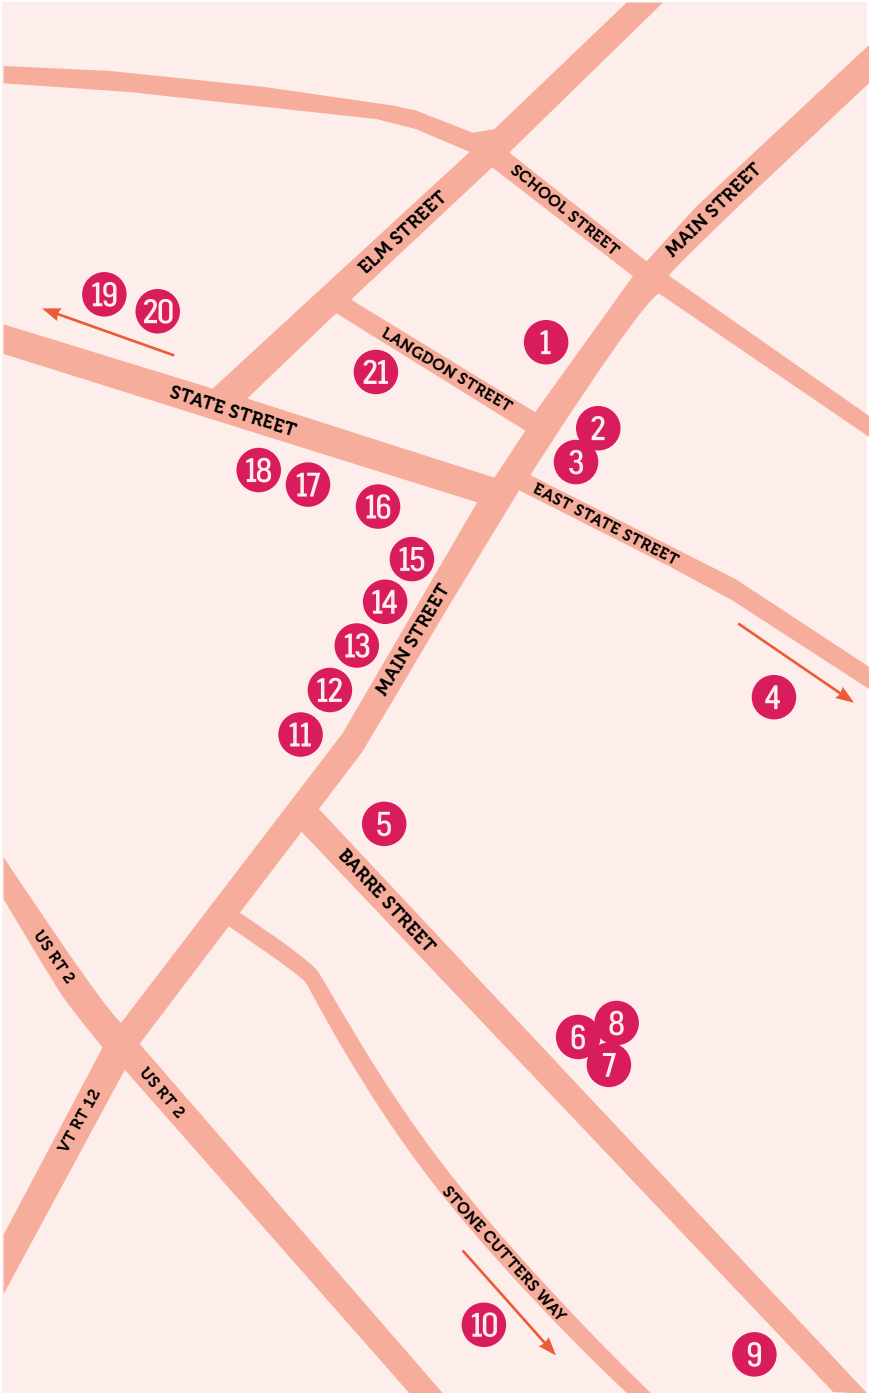 SCHOOL STREET
MAIN STREET
ELM STREET
19
20
1
LANGDON STREET
21
STATE STREET
2
3
18
17
16
EAST STATE STREET
15
14
MAIN STREET
13
12
4
11
5
BARRE STREET
US RT 2
8
6
7
US RT 2
VT RT 12
STONE CUTTERS WAY
10
9